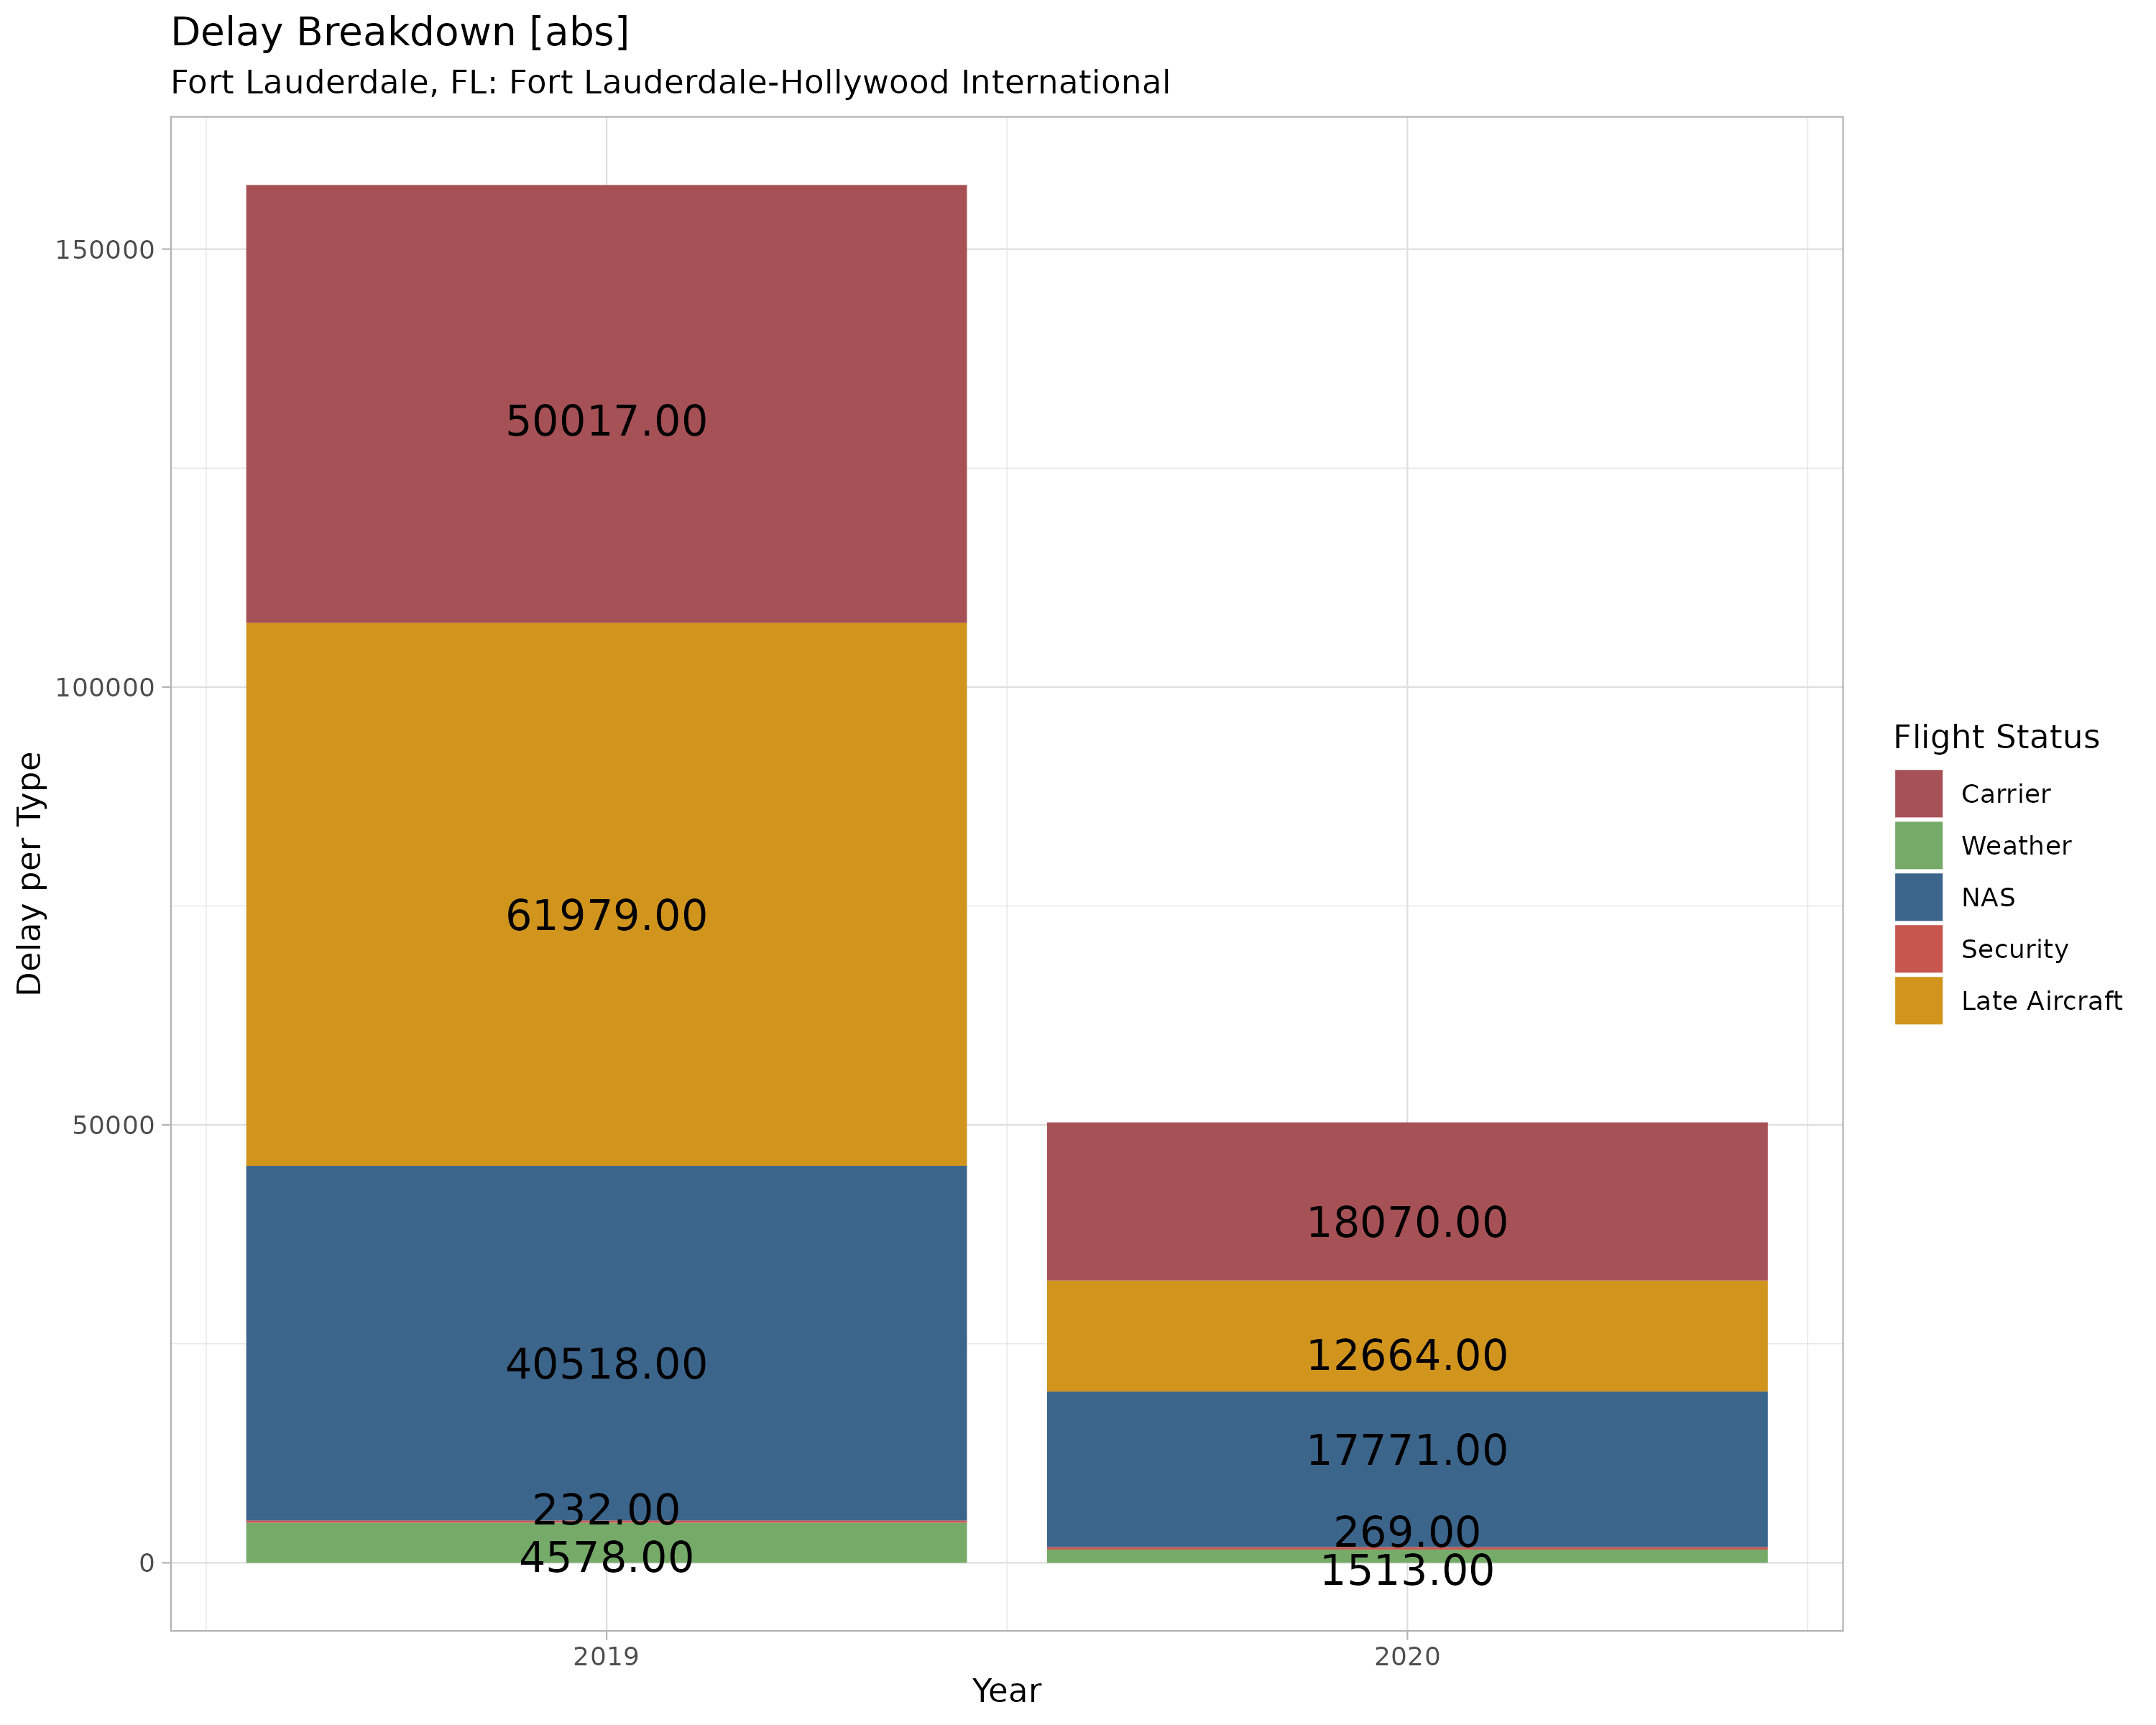 Delay Breakdown [abs]
Fort Lauderdale, FL: Fort Lauderdale-Hollywood International
Delay per Type
150000
100000
50000
0
50017.00
61979.00
40518.00
232.00
4578.00
18070.00
12664.00
17771.00
269.00
1513.00
2019
2020
Year
Flight Status
Carrier
Weather
NAS
Security
Late Aircraft